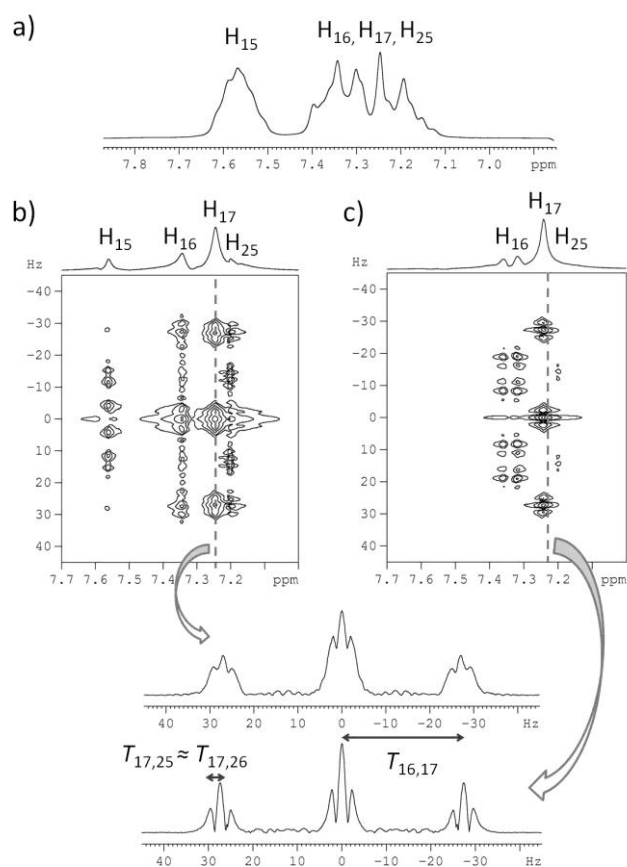 a)
H15
H16, H17, H25
7.8 7.7 7.6 7.5 7.4 7.3 7.2 7.1 7.0 ppm
b)
H15
H16
H17
H25
Hz
-40
-30
-20
-10
0
10
20
30
40
7.7 7.6 7.5 7.4 7.3 7.2 ppm
c)
H16
H17
H25
Hz
-40
-30
-20
-10
0
10
20
30
40
7.7 7.6 7.5 7.4 7.3 7.2 ppm
40 30 20 10 0 -10 -20 -30 Hz
T17,25 ≈ T17,26
T16,17
40 30 20 10 0 -10 -20 -30 Hz